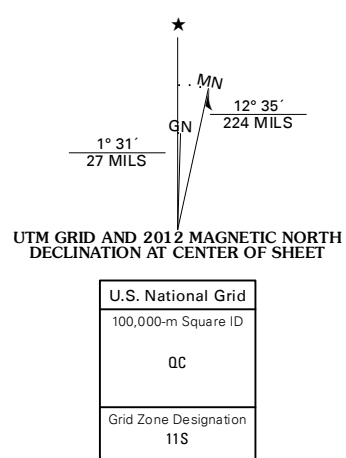 ★
MN
GN
12° 35´
224 MILS
1° 31´
27 MILS
UTM GRID AND 2012 MAGNETIC NORTH
DECLINATION AT CENTER OF SHEET
U.S. National Grid
100,000-m Square ID
QC
Grid Zone Designation
11S